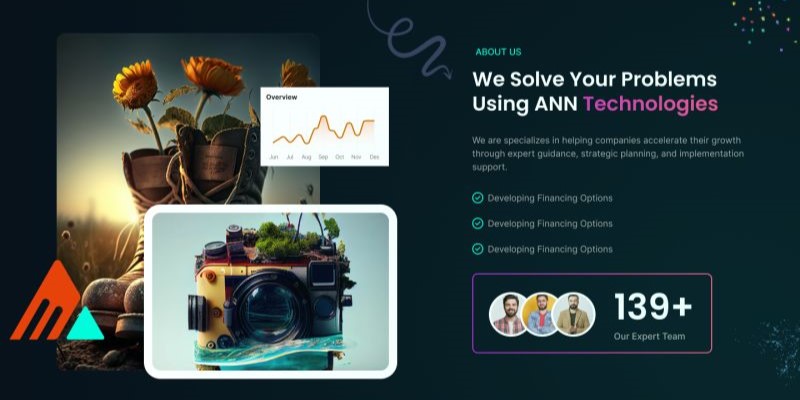 ABOUT US
We Solve Your Problems
Using ANN Technologies
We are specializes in helping companies accelerate their growth
through expert guidance, strategic planning, and implementation
support.
Developing Financing Options
Developing Financing Options
Developing Financing Options
139+
Our Expert Team
Overview
Jun Jul Aug Sep Oct Nov Dec